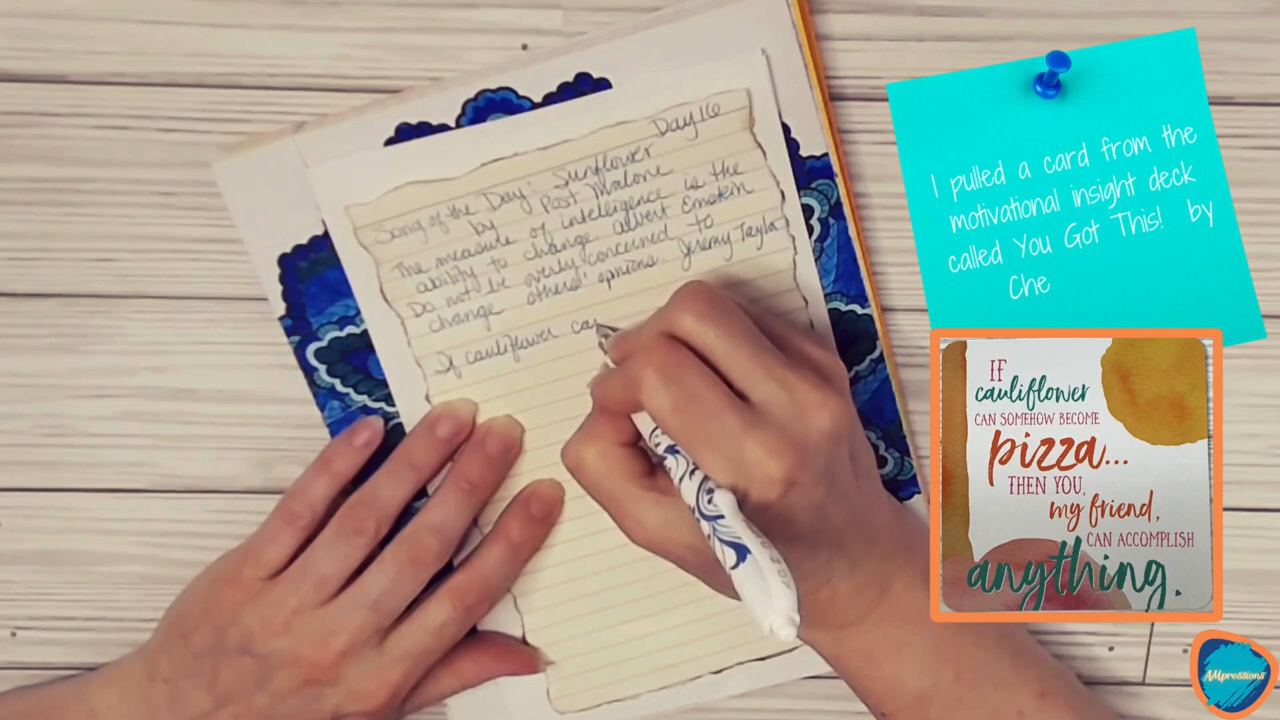 Day 16
Song of the Day: Sunflower
by Post Malone
The measure of intelligence is the
ability to change. Albert Einstein
Do not be overly concerned to
change others' opinions. Jeremy Taylor
If cauliflower can
I pulled a card from the
motivational insight deck
called You Got This! by
Che
IF
cauliflower
CAN SOMEHOW BECOME
pizza...
THEN YOU,
my friend,
CAN ACCOMPLISH
anything.
AMpressions